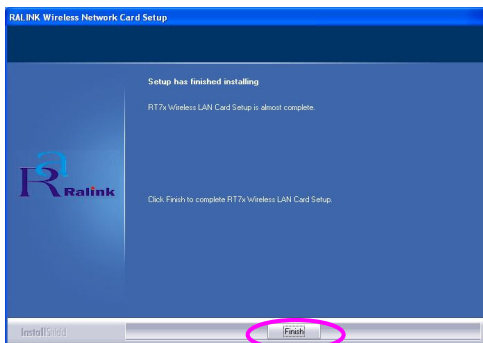 RALINK Wireless Network Card Setup
Setup has finished installing
RT7x Wireless LAN Card Setup is almost complete.
Ralink
Click Finish to complete RT7x Wireless LAN Card Setup.
InstallShield
Finish